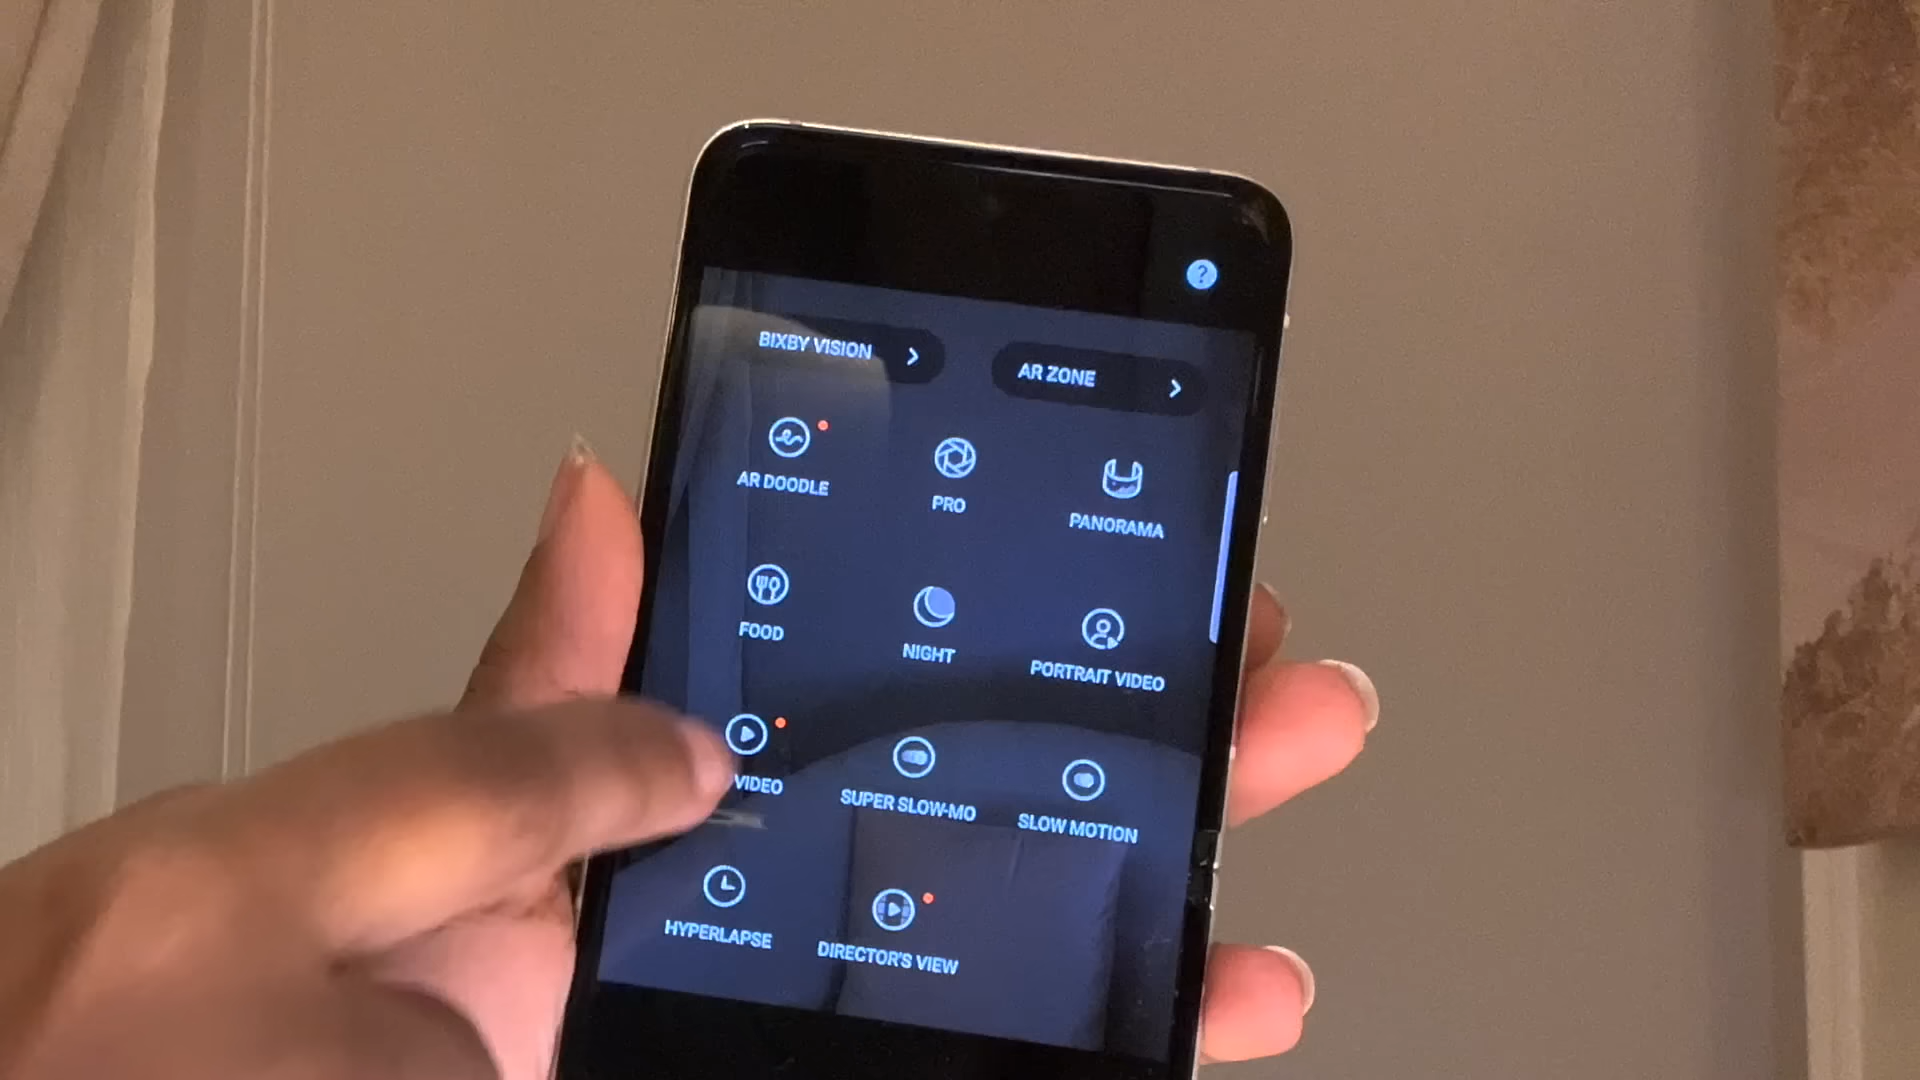 ?
BIXBY VISION
AR ZONE
AR DOODLE
PRO
PANORAMA
FOOD
NIGHT
PORTRAIT VIDEO
VIDEO
SUPER SLOW-MO
SLOW MOTION
HYPERLAPSE
DIRECTOR'S VIEW